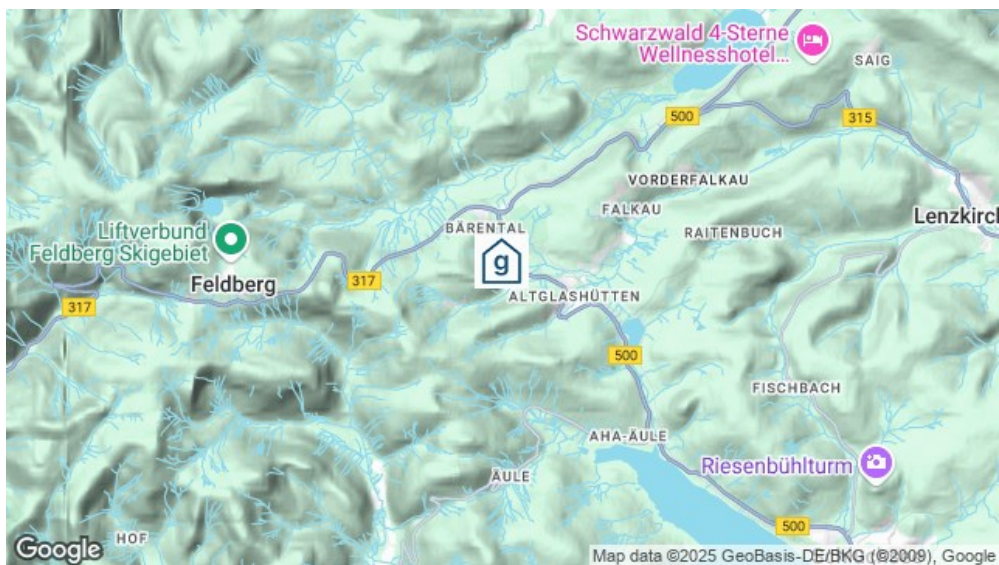 Schwarzwald 4-Sterne
Wellnesshotel...
SAIG
500
315
VORDERFALKAU
FALKAU
Lenzkirch
RAITENBUCH
BÄRENTAL
Liftverbund
Feldberg Skigebiet
g
Feldberg
317
317
ALTGLASHÜTTEN
500
FISCHBACH
AHA-ÄULE
Riesenbühlturm
ÄULE
500
HOF
Google
Map data ©2025 GeoBasis-DE/BKG (©2009), Google